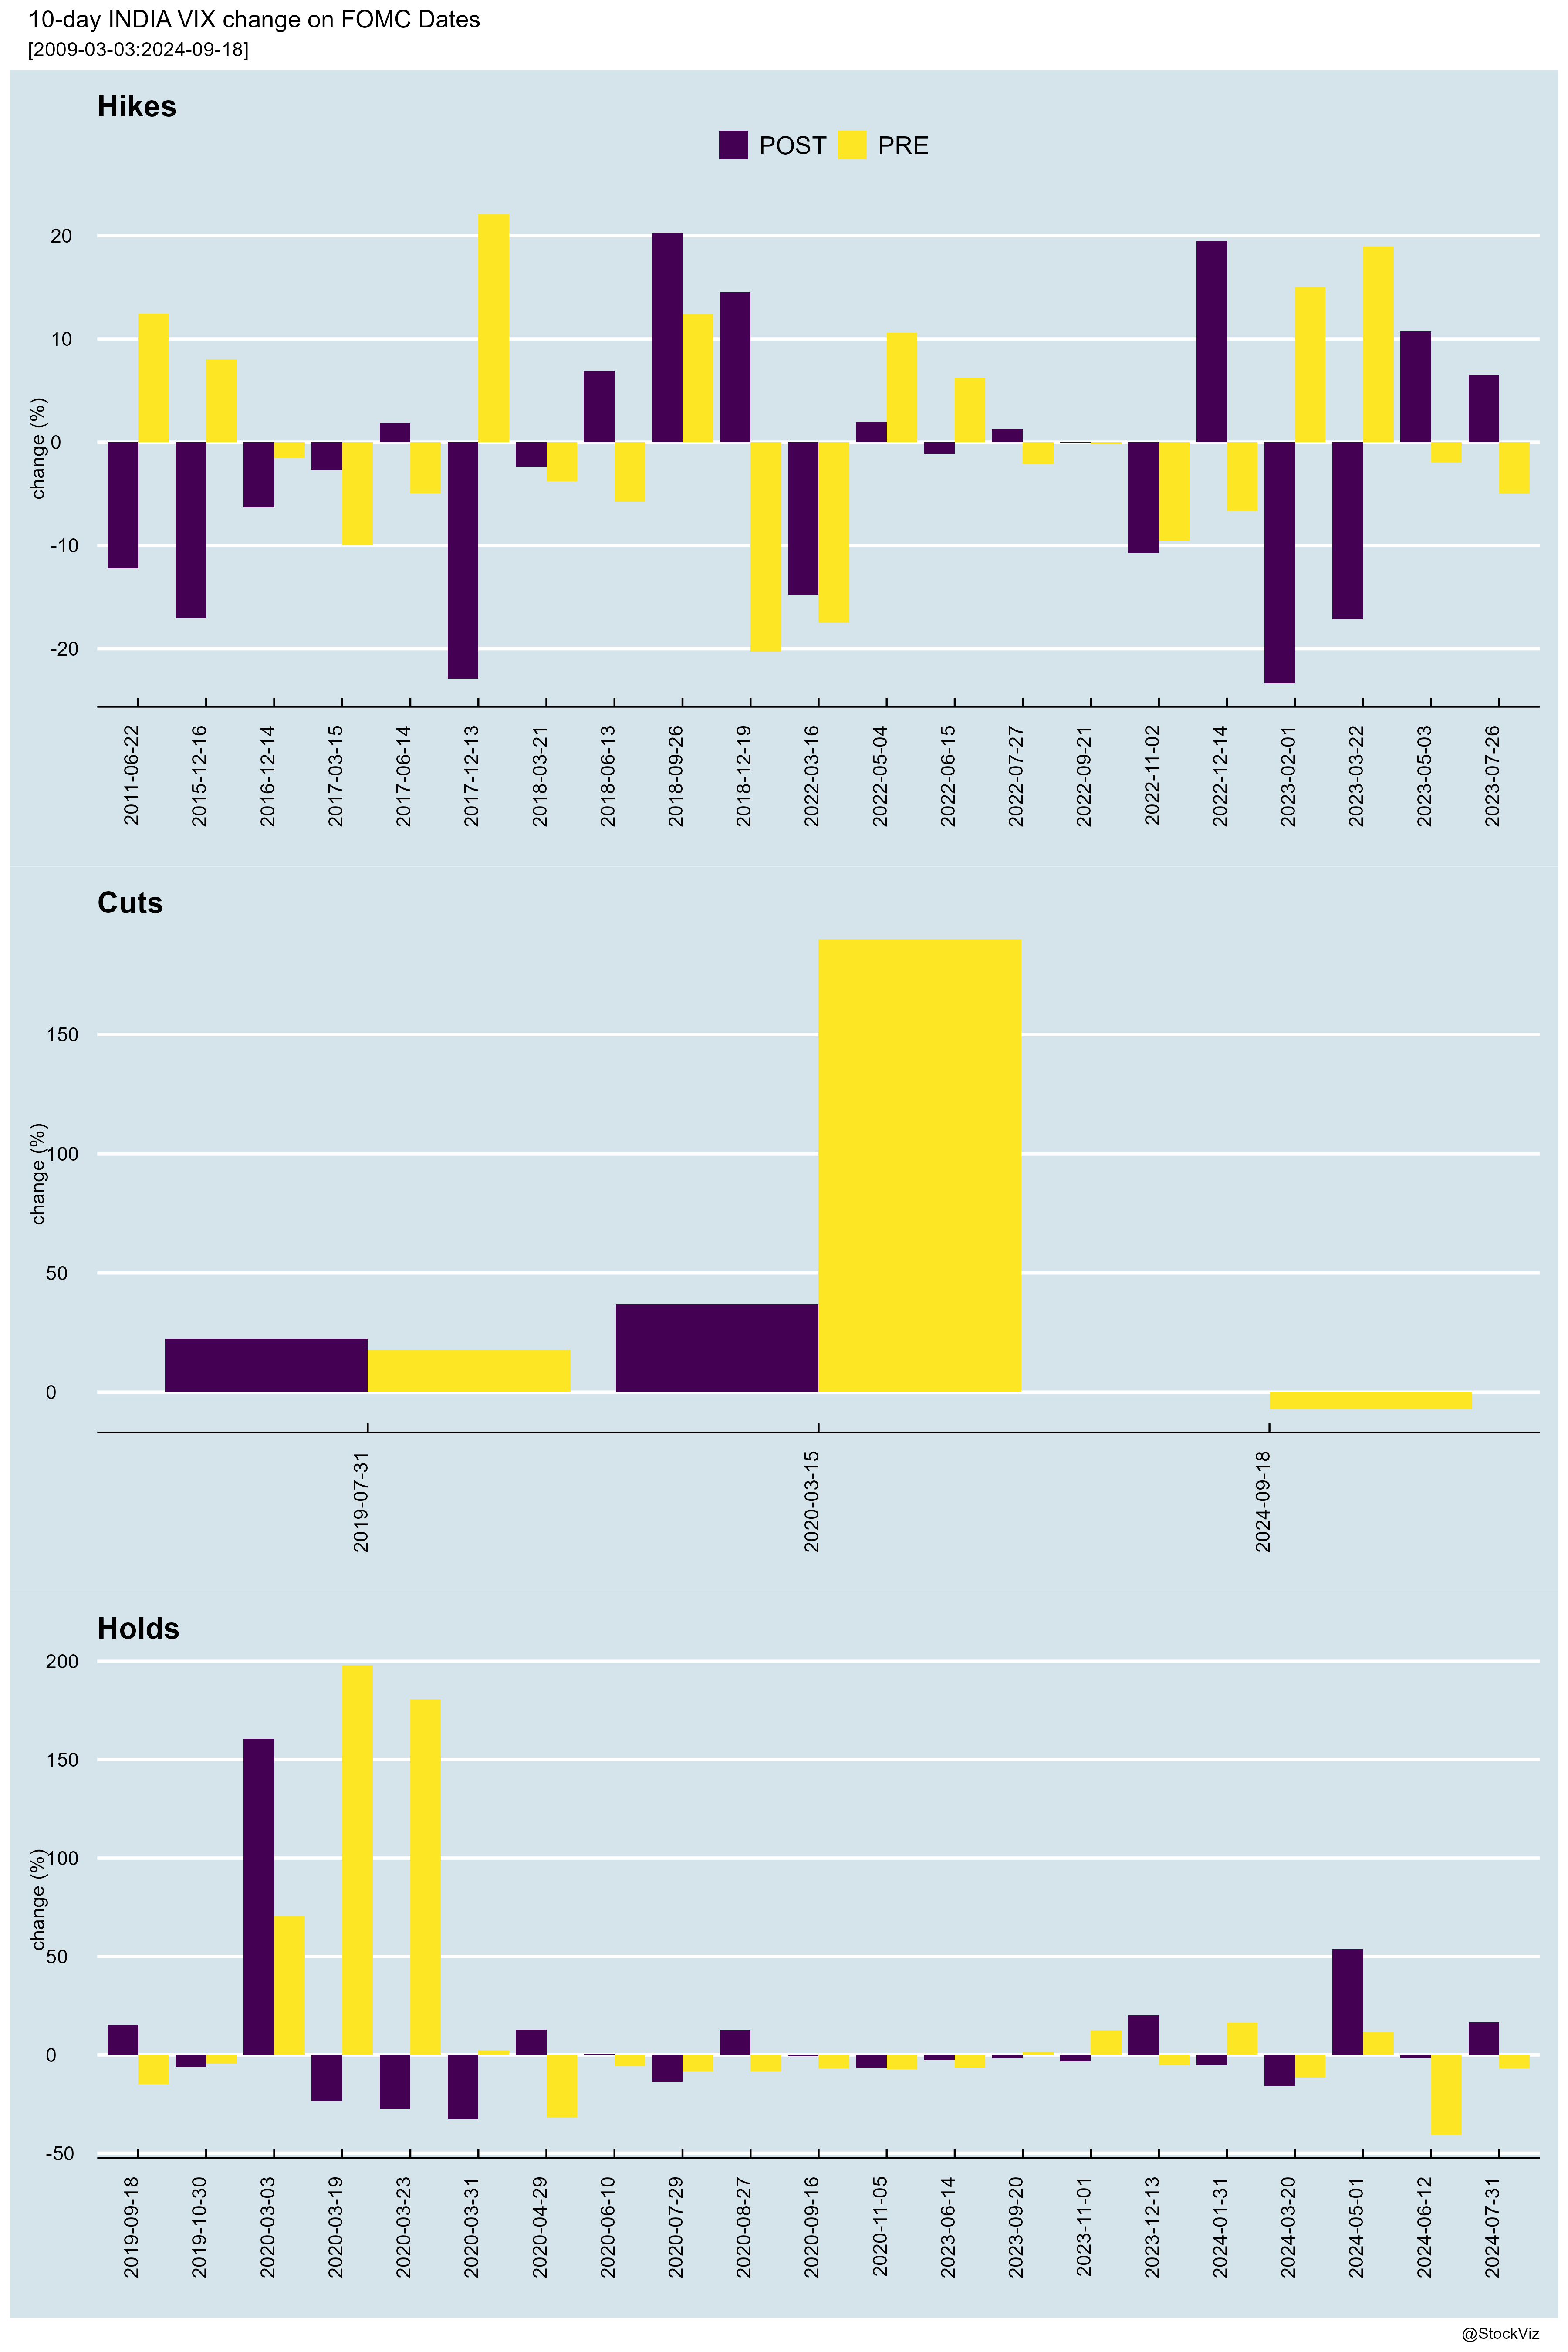 10-day INDIA VIX change on FOMC Dates
[2009-03-03:2024-09-18]
Hikes
POST PRE
20
10
0
-10
-20
change (%)
2011-06-22 2015-12-16 2016-12-14 2017-03-15 2017-06-14 2017-12-13 2018-03-21 2018-06-13 2018-09-26 2018-12-19 2022-03-16 2022-05-04 2022-06-15 2022-07-27 2022-09-21 2022-11-02 2022-12-14 2023-02-01 2023-03-22 2023-05-03 2023-07-26
Cuts
150
100
50
0
change (%)
2019-07-31 2020-03-15 2024-09-18
Holds
200
150
100
50
0
-50
change (%)
2019-09-18 2019-10-30 2020-03-03 2020-03-19 2020-03-23 2020-03-31 2020-04-29 2020-06-10 2020-07-29 2020-08-27 2020-09-16 2020-11-05 2023-06-14 2023-09-20 2023-11-01 2023-12-13 2024-01-31 2024-03-20 2024-05-01 2024-06-12 2024-07-31
@StockViz